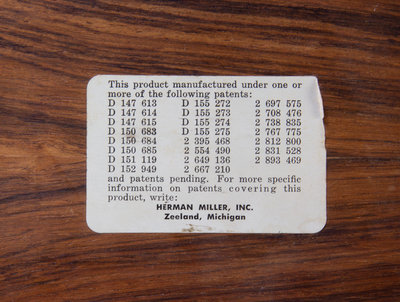 This product manufactured under one or
more of the following patents:
D 147 613 D 155 272 2 697 575
D 147 614 D 155 273 2 708 476
D 147 615 D 155 274 2 738 835
D 150 683 D 155 275 2 767 775
D 150 684 2 395 468 2 812 800
D 150 685 2 554 490 2 831 528
D 151 119 2 649 136 2 893 469
D 152 949 2 667 210
and patents pending. For more specific
information on patents covering this
product, write:
HERMAN MILLER, INC.
Zeeland, Michigan